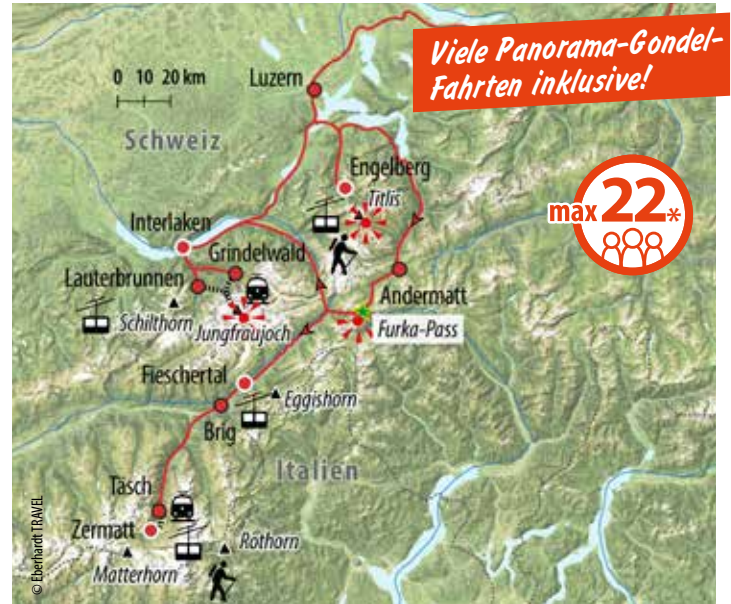 Viele Panorama-Gondel-
Fahrten inklusive!
0 10 20 km
Luzern
Schweiz
Engelberg
Titlis
max 22*
Interlaken
Grindelwald
Lauterbrunnen
Andermatt
Schilthorn
Jungfraujoch
Furka-Pass
Fieschertal
Eggishorn
Brig
Italien
Täsch
Zermatt
Rothorn
Matterhorn
© Eberhardt TRAVEL